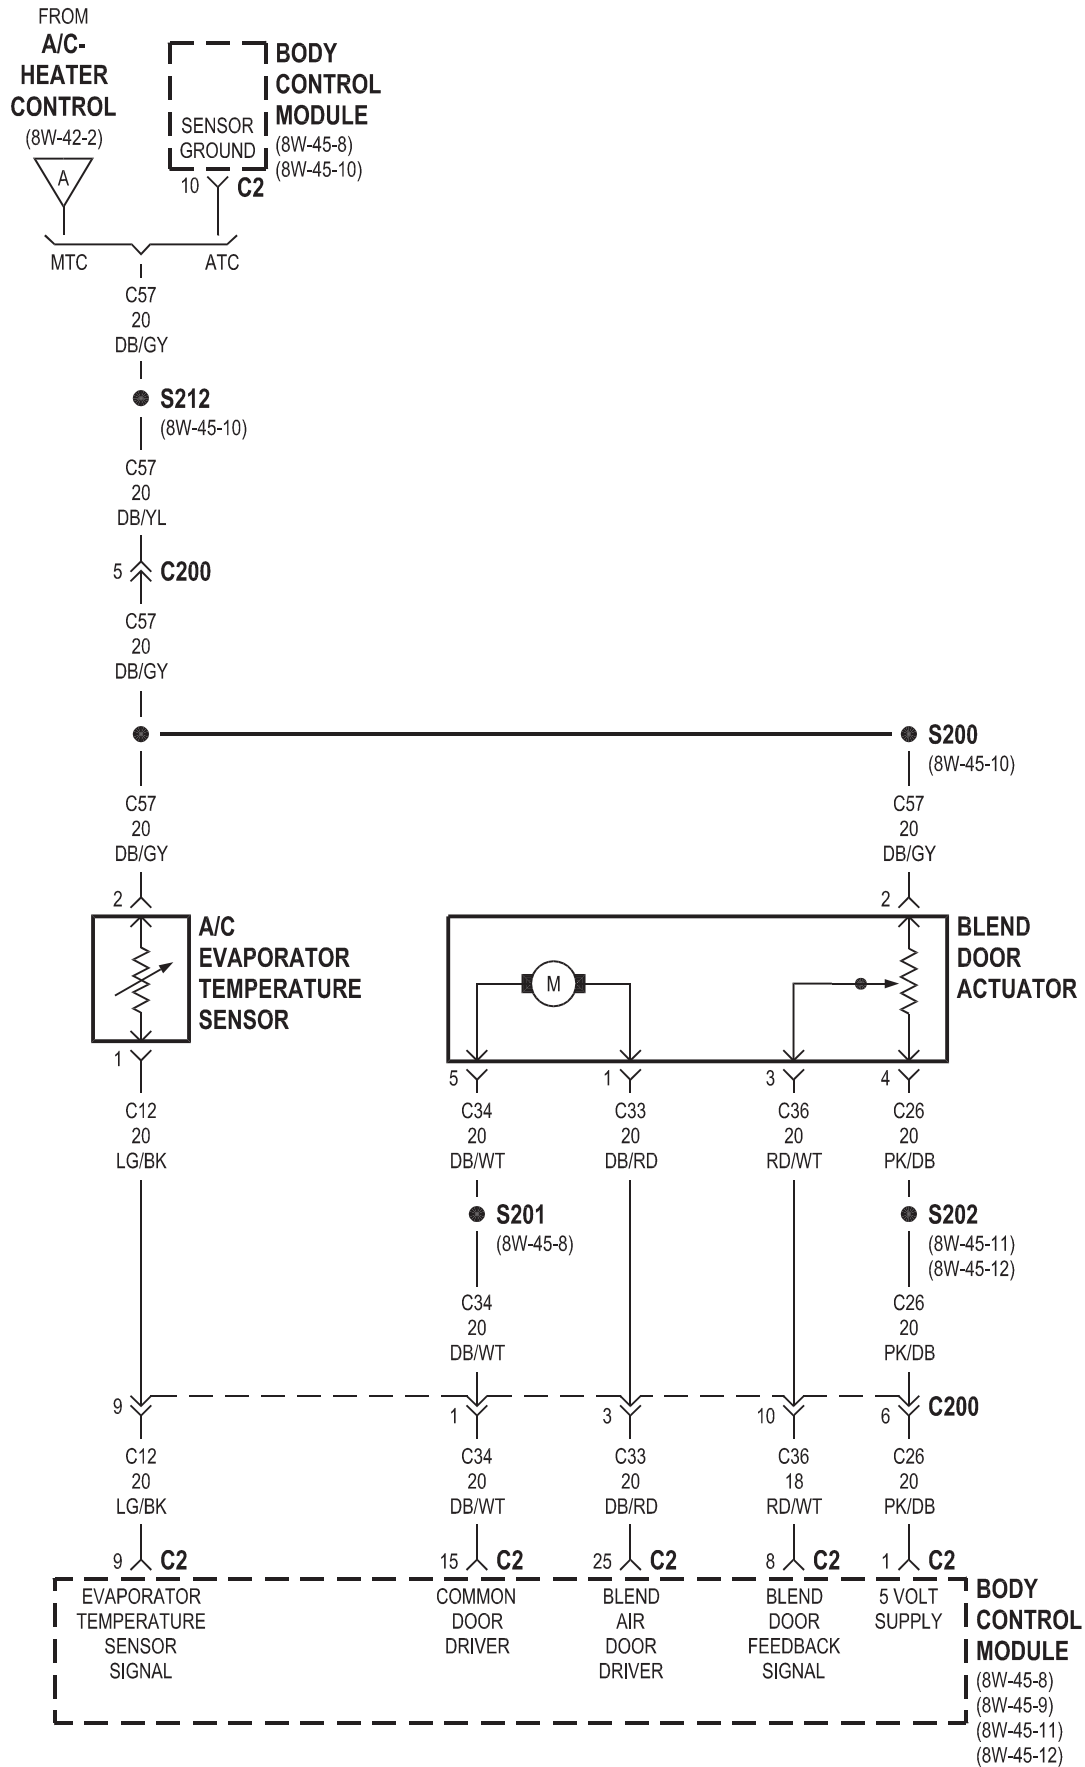 FROM
A/C-
HEATER
CONTROL
(8W-42-2)
A
BODY
CONTROL
MODULE
(8W-45-8)
(8W-45-10)
SENSOR
GROUND
10
C2
MTC
ATC
C57
20
DB/GY
S212
(8W-45-10)
C57
20
DB/YL
5
C200
C57
20
DB/GY
S200
(8W-45-10)
C57
20
DB/GY
C57
20
DB/GY
2
2
A/C
EVAPORATOR
TEMPERATURE
SENSOR
M
BLEND
DOOR
ACTUATOR
1
5
1
3
4
C12
20
LG/BK
C34
20
DB/WT
C33
20
DB/RD
C36
20
RD/WT
C26
20
PK/DB
S201
(8W-45-8)
S202
(8W-45-11)
(8W-45-12)
C34
20
DB/WT
C26
20
PK/DB
9
1
3
10
6
C200
C12
20
LG/BK
C34
20
DB/WT
C33
20
DB/RD
C36
18
RD/WT
C26
20
PK/DB
9 C2
15 C2
25 C2
8 C2
1 C2
EVAPORATOR
TEMPERATURE
SENSOR
SIGNAL
COMMON
DOOR
DRIVER
BLEND
AIR
DOOR
DRIVER
BLEND
DOOR
FEEDBACK
SIGNAL
5 VOLT
SUPPLY
BODY
CONTROL
MODULE
(8W-45-8)
(8W-45-9)
(8W-45-11)
(8W-45-12)